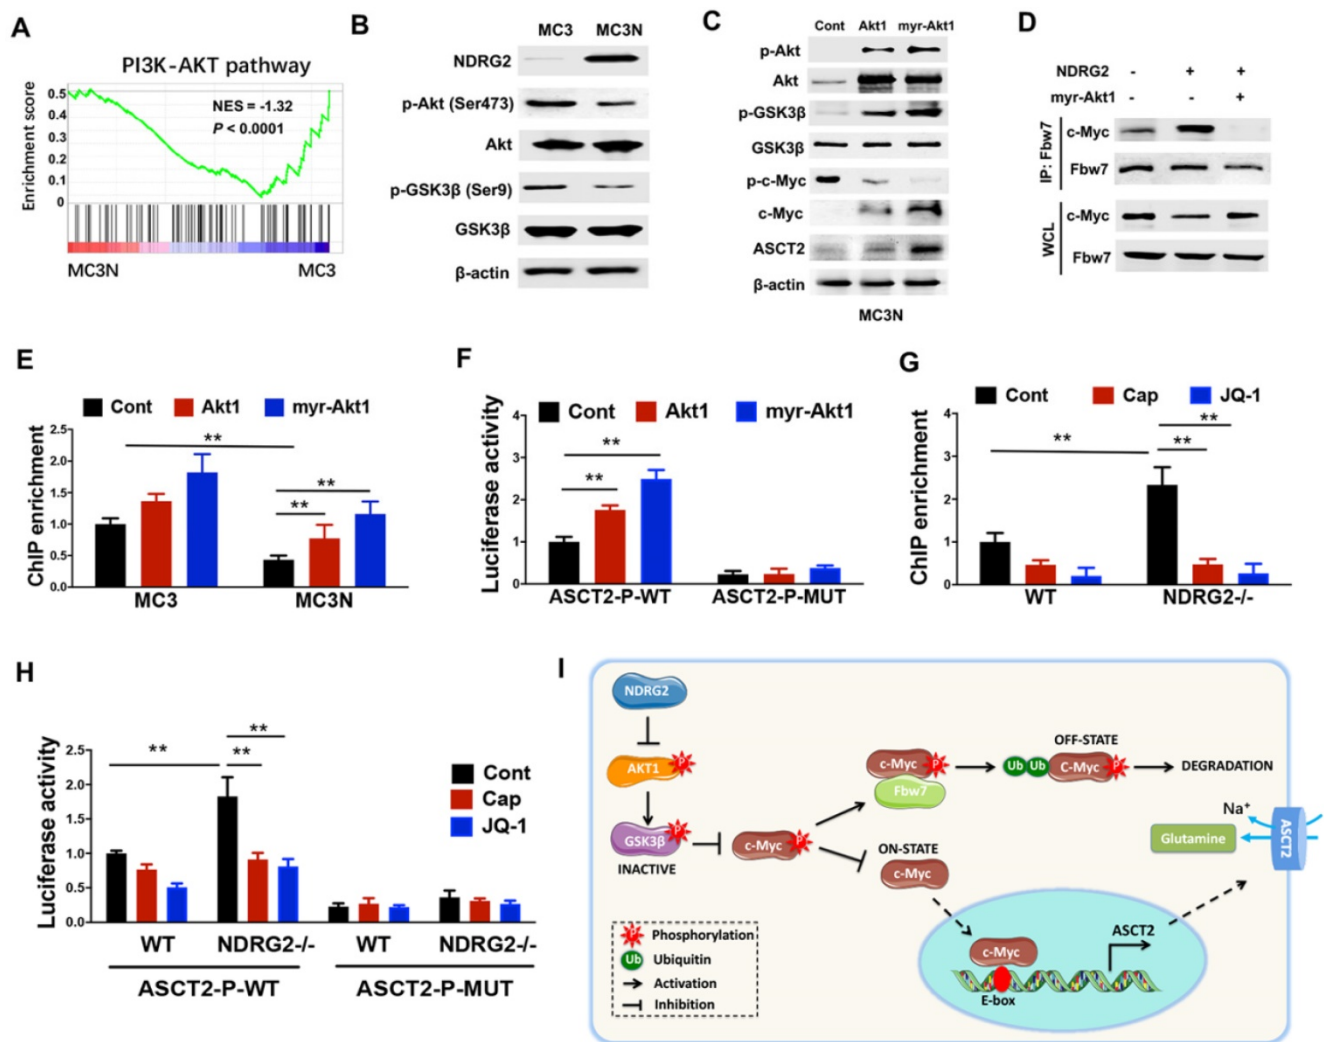 A
PI3K-AKT pathway
Enrichment score
0.5
0.4
0.3
0.2
0.1
0
NES = -1.32
P < 0.0001
MC3N MC3
B
MC3 MC3N
NDRG2
p-Akt (Ser473)
Akt
p-GSK3β (Ser9)
GSK3β
β-actin
C
Cont Akt1 myr-Akt1
p-Akt
Akt
p-GSK3β
GSK3β
p-c-Myc
c-Myc
ASCT2
β-actin
MC3N
D
NDRG2 - + +
myr-Akt1 - - +
IP: Fbw7
c-Myc
Fbw7
WCL
c-Myc
Fbw7
E
Cont Akt1 myr-Akt1
ChIP enrichment
2.5
2.0
1.5
1.0
0.5
0.0
**
**
**
MC3 MC3N
F
Cont Akt1 myr-Akt1
Luciferase activity
4
3
2
1
0
**
**
ASCT2-P-WT ASCT2-P-MUT
G
Cont Cap JQ-1
ChIP enrichment
4
3
2
1
0
**
**
**
WT NDRG2-/-
H
Luciferase activity
2.5
2.0
1.5
1.0
0.5
0.0
**
**
**
Cont
Cap
JQ-1
WT NDRG2-/- WT NDRG2-/-
ASCT2-P-WT ASCT2-P-MUT
I
NDRG2
AKT1 P
GSK3β P
INACTIVE
c-Myc P
c-Myc P
Fbw7
OFF-STATE
Ub Ub C-Myc P
DEGRADATION
ON-STATE
c-Myc
Na⁺
Glutamine
ASCT2
c-Myc
E-box
ASCT2
P Phosphorylation
Ub Ubiquitin
Activation
Inhibition